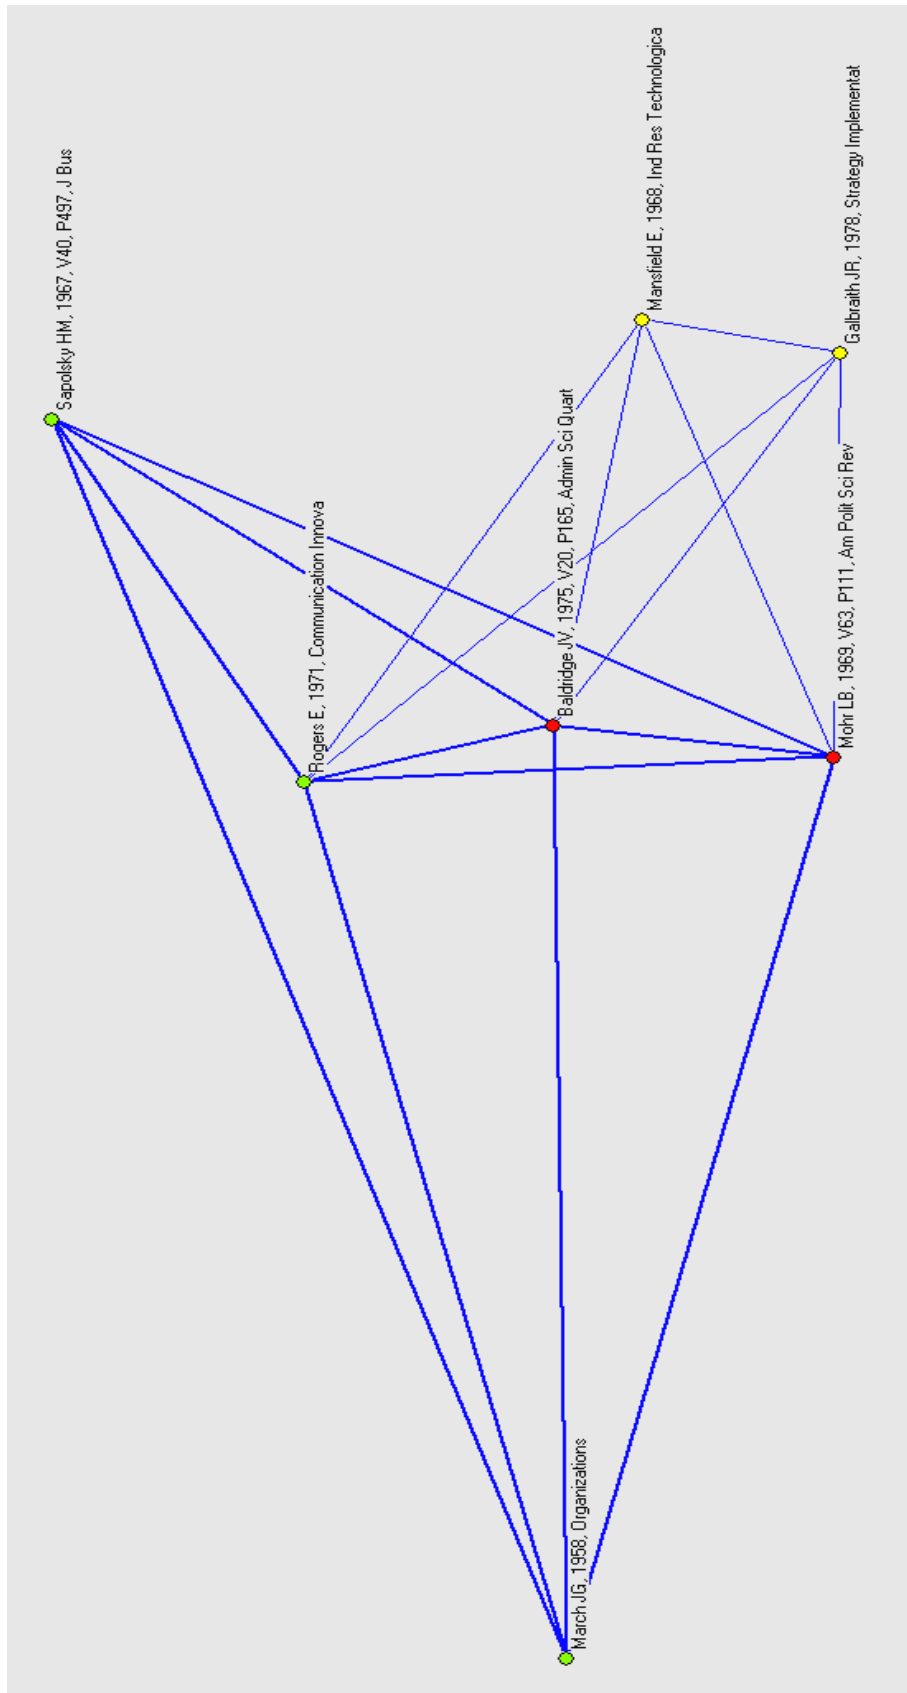 Sapolsky HM, 1967, V40, P497, J Bus
Rogers E, 1971, Communication Innova
March JG, 1958, Organizations
Baldridge JV, 1975, V20, P165, Admin Sci Quart
Mansfield E, 1968, Ind Res Technologica
Mohr LB, 1969, V63, P111, Am Polit Sci Rev
Galbraith JR, 1978, Strategy Implementat